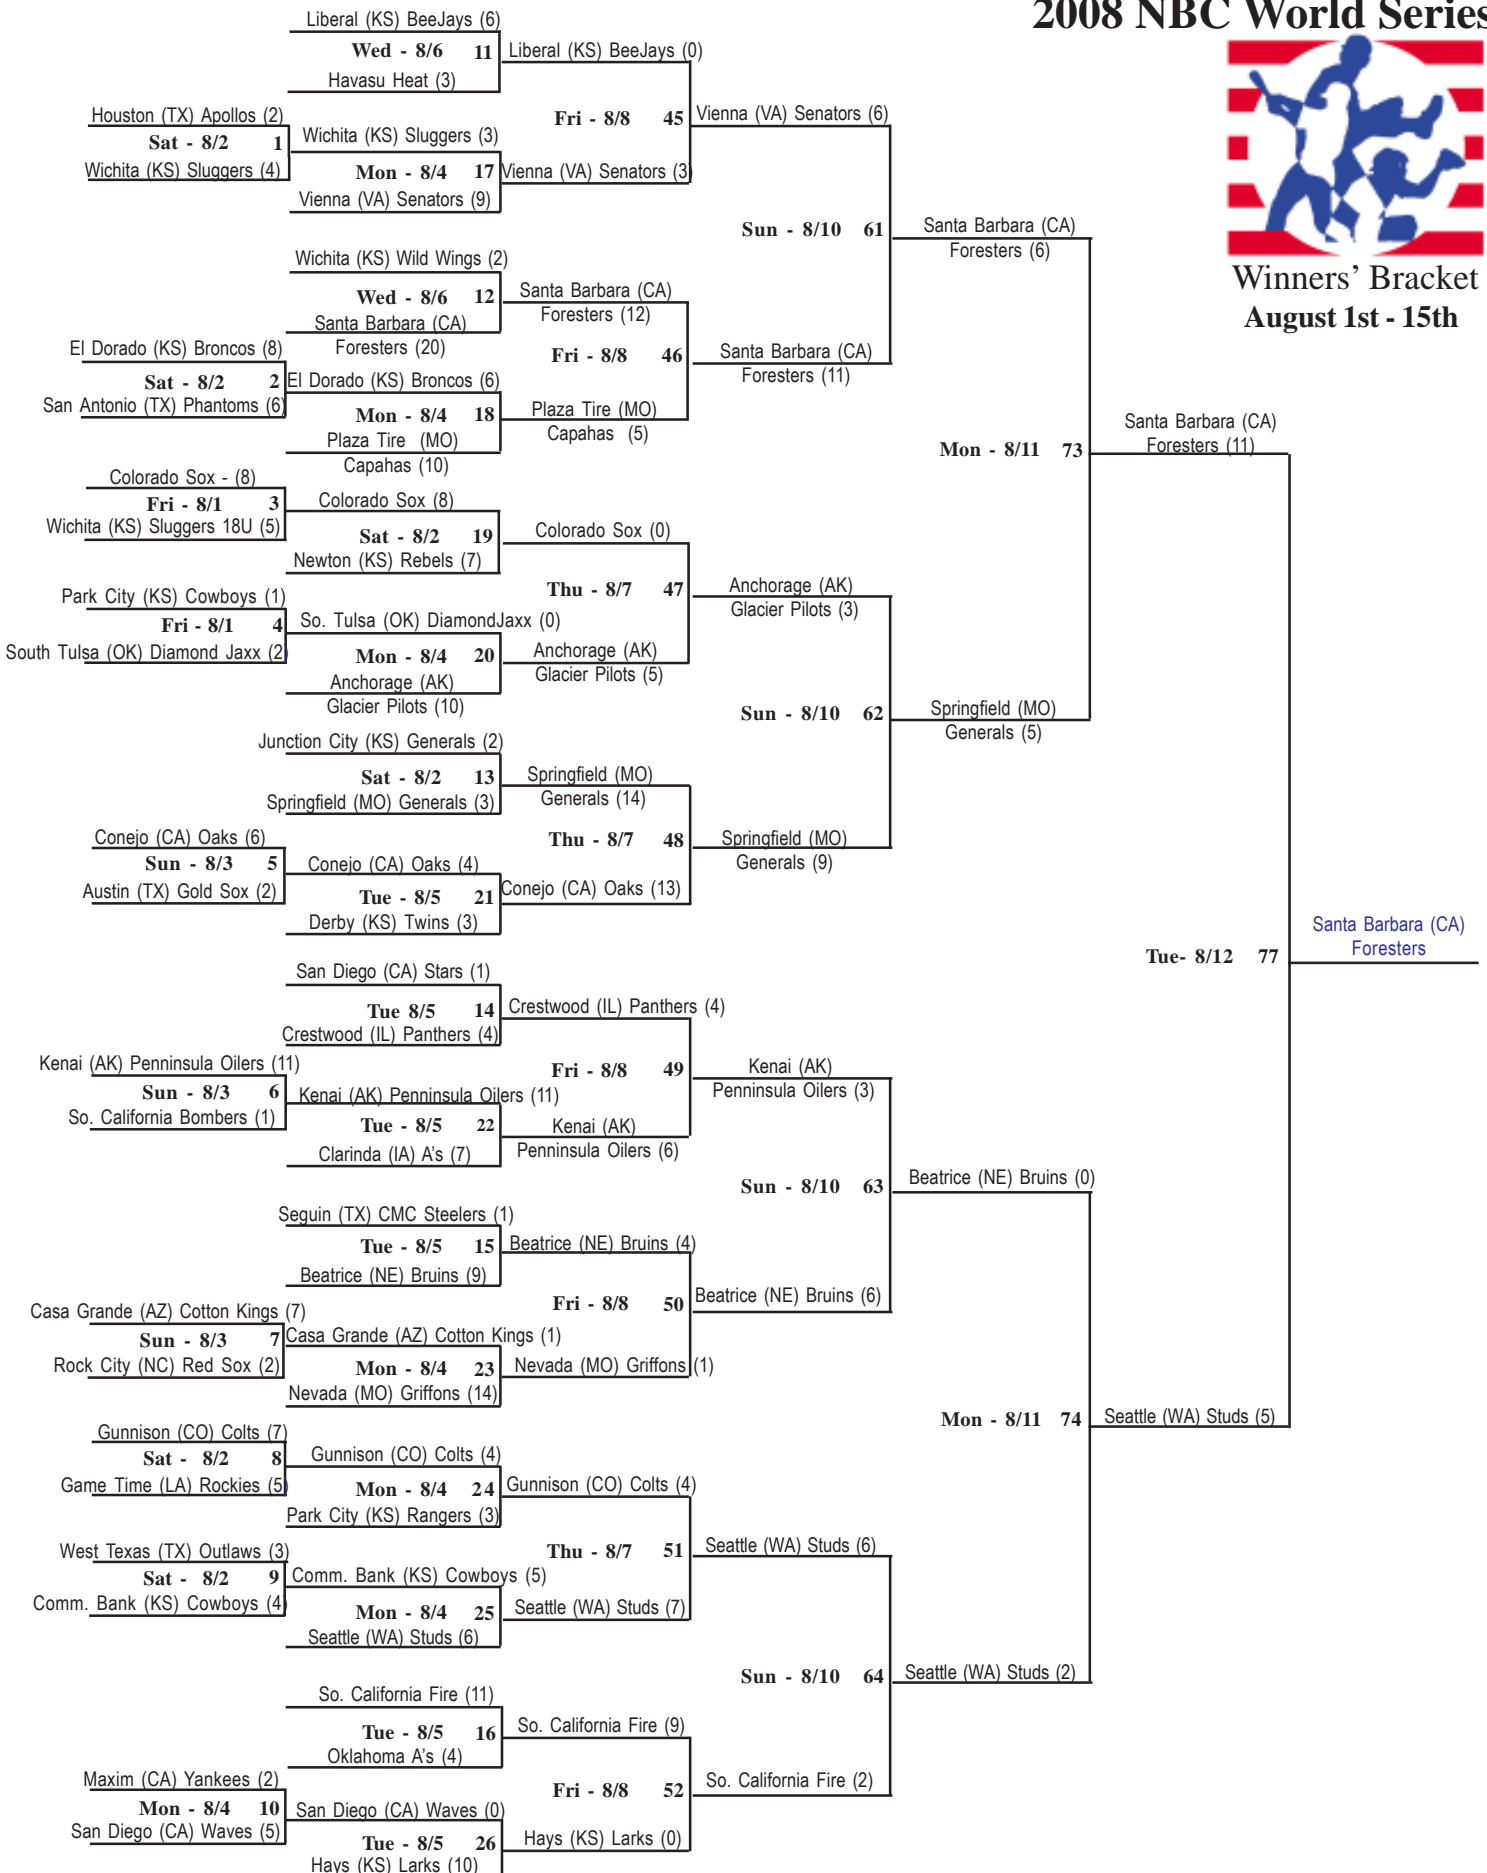 2008 NBC World Series
Winners' Bracket
August 1st - 15th
Liberal (KS) BeeJays (6)
Wed - 8/6 11
Havasu Heat (3)
Liberal (KS) BeeJays (0)
Houston (TX) Apollos (2)
Sat - 8/2 1
Wichita (KS) Sluggers (4)
Wichita (KS) Sluggers (3)
Mon - 8/4 17
Vienna (VA) Senators (9)
Vienna (VA) Senators (3)
Fri - 8/8 45
Vienna (VA) Senators (6)
Sun - 8/10 61
Santa Barbara (CA)
Foresters (6)
Wichita (KS) Wild Wings (2)
Wed - 8/6 12
Santa Barbara (CA)
Foresters (20)
Santa Barbara (CA)
Foresters (12)
El Dorado (KS) Broncos (8)
Sat - 8/2 2
San Antonio (TX) Phantoms (6)
El Dorado (KS) Broncos (6)
Mon - 8/4 18
Plaza Tire (MO)
Capahas (10)
Fri - 8/8 46
Plaza Tire (MO)
Capahas (5)
Santa Barbara (CA)
Foresters (11)
Mon - 8/11 73
Santa Barbara (CA)
Foresters (11)
Colorado Sox - (8)
Fri - 8/1 3
Wichita (KS) Sluggers 18U (5)
Colorado Sox (8)
Sat - 8/2 19
Newton (KS) Rebels (7)
Colorado Sox (0)
Thu - 8/7 47
Park City (KS) Cowboys (1)
Fri - 8/1 4
South Tulsa (OK) Diamond Jaxx (2)
So. Tulsa (OK) DiamondJaxx (0)
Mon - 8/4 20
Anchorage (AK)
Glacier Pilots (10)
Anchorage (AK)
Glacier Pilots (5)
Anchorage (AK)
Glacier Pilots (3)
Sun - 8/10 62
Springfield (MO)
Generals (5)
Junction City (KS) Generals (2)
Sat - 8/2 13
Springfield (MO) Generals (3)
Springfield (MO)
Generals (14)
Thu - 8/7 48
Springfield (MO)
Generals (9)
Conejo (CA) Oaks (6)
Sun - 8/3 5
Austin (TX) Gold Sox (2)
Conejo (CA) Oaks (4)
Tue - 8/5 21
Derby (KS) Twins (3)
Conejo (CA) Oaks (13)
Tue- 8/12 77
Santa Barbara (CA)
Foresters
San Diego (CA) Stars (1)
Tue 8/5 14
Crestwood (IL) Panthers (4)
Crestwood (IL) Panthers (4)
Kenai (AK) Penninsula Oilers (11)
Sun - 8/3 6
So. California Bombers (1)
Kenai (AK) Penninsula Oilers (11)
Tue - 8/5 22
Clarinda (IA) A's (7)
Fri - 8/8 49
Kenai (AK)
Penninsula Oilers (6)
Kenai (AK)
Penninsula Oilers (3)
Sun - 8/10 63
Beatrice (NE) Bruins (0)
Seguin (TX) CMC Steelers (1)
Tue - 8/5 15
Beatrice (NE) Bruins (9)
Beatrice (NE) Bruins (4)
Fri - 8/8 50
Beatrice (NE) Bruins (6)
Casa Grande (AZ) Cotton Kings (7)
Sun - 8/3 7
Rock City (NC) Red Sox (2)
Casa Grande (AZ) Cotton Kings (1)
Mon - 8/4 23
Nevada (MO) Griffons (14)
Nevada (MO) Griffons (1)
Mon - 8/11 74
Seattle (WA) Studs (5)
Gunnison (CO) Colts (7)
Sat - 8/2 8
Game Time (LA) Rockies (5)
Gunnison (CO) Colts (4)
Mon - 8/4 24
Park City (KS) Rangers (3)
Gunnison (CO) Colts (4)
Thu - 8/7 51
Seattle (WA) Studs (6)
West Texas (TX) Outlaws (3)
Sat - 8/2 9
Comm. Bank (KS) Cowboys (4)
Comm. Bank (KS) Cowboys (5)
Mon - 8/4 25
Seattle (WA) Studs (6)
Seattle (WA) Studs (7)
Sun - 8/10 64
Seattle (WA) Studs (2)
So. California Fire (11)
Tue - 8/5 16
Oklahoma A's (4)
So. California Fire (9)
Fri - 8/8 52
So. California Fire (2)
Maxim (CA) Yankees (2)
Mon - 8/4 10
San Diego (CA) Waves (5)
San Diego (CA) Waves (0)
Tue - 8/5 26
Hays (KS) Larks (10)
Hays (KS) Larks (0)